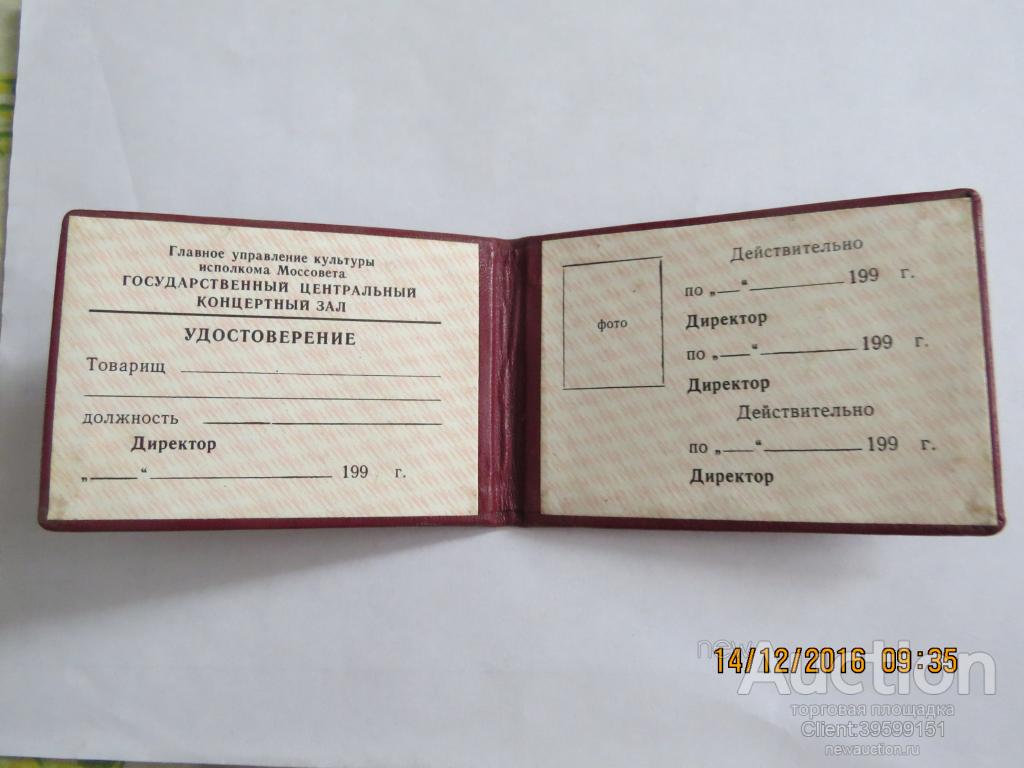 Главное управление культуры
исполкома Моссовета
ГОСУДАРСТВЕННЫЙ ЦЕНТРАЛЬНЫЙ
КОНЦЕРТНЫЙ ЗАЛ
УДОСТОВЕРЕНИЕ
Товарищ
должность
Директор
„ “ 199 г.
фото
Действительно
по „ “ 199 г.
Директор
по „ “ 199 г.
Директор
Действительно
по „ “ 199 г.
Директор
14/12/2016 09:35
newAuction
торговая площадка
Client:39599151
newauction.ru